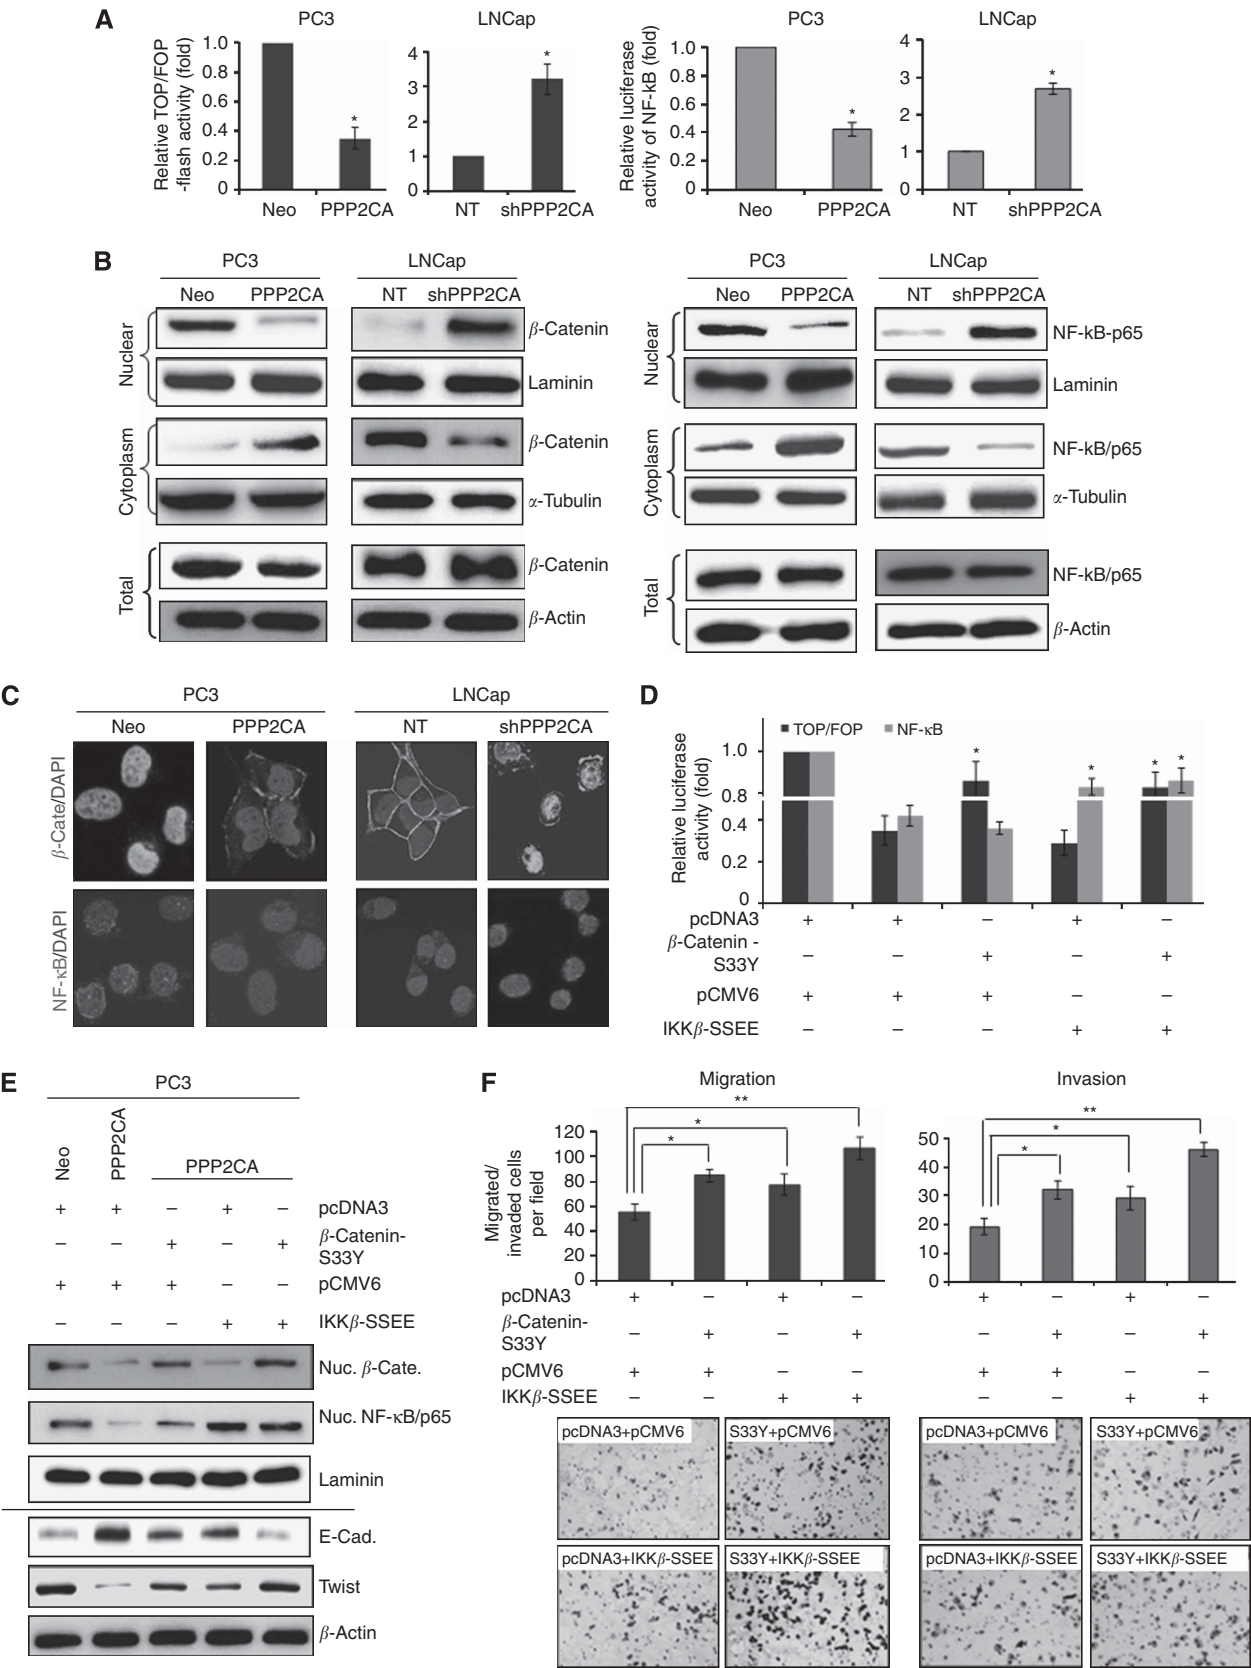 A
PC3
LNCap
PC3
LNCap
Relative TOP/FOP
-flash activity (fold)
1.0
0.8
0.6
0.4
0.2
0
*
Neo
PPP2CA
4
3
2
1
0
*
NT
shPPP2CA
Relative luciferase
activity of NF-kB (fold)
1.0
0.8
0.6
0.4
0.2
0
*
Neo
PPP2CA
4
3
2
1
0
*
NT
shPPP2CA
B
PC3
LNCap
Neo
PPP2CA
NT
shPPP2CA
Nuclear
β-Catenin
Laminin
Cytoplasm
β-Catenin
α-Tubulin
Total
β-Catenin
β-Actin
PC3
LNCap
Neo
PPP2CA
NT
shPPP2CA
Nuclear
NF-kB-p65
Laminin
Cytoplasm
NF-kB/p65
α-Tubulin
Total
NF-kB/p65
β-Actin
C
PC3
LNCap
Neo
PPP2CA
NT
shPPP2CA
β-Cate/DAPI
NF-κB/DAPI
D
Relative luciferase
activity (fold)
TOP/FOP
NF-κB
1.0
0.8
0.4
0.2
0
* * * *
pcDNA3 + + – + –
β-Catenin -
S33Y – – + – +
pCMV6 + + + – –
IKKβ-SSEE – – – + +
E
PC3
Neo
PPP2CA
PPP2CA
+ + – + – pcDNA3
– – + – + β-Catenin-
S33Y
+ + + – – pCMV6
– – – + + IKKβ-SSEE
Nuc. β-Cate.
Nuc. NF-κB/p65
Laminin
E-Cad.
Twist
β-Actin
F
Migration
Invasion
Migrated/
invaded cells
per field
120
100
80
60
40
20
0
**
*
*
50
40
30
20
10
0
**
*
*
pcDNA3 + – + – + – + –
β-Catenin-
S33Y – + – + – + – +
pCMV6 + + – – + + – –
IKKβ-SSEE – – + + – – + +
pcDNA3+pCMV6
S33Y+pCMV6
pcDNA3+pCMV6
S33Y+pCMV6
pcDNA3+IKKβ-SSEE
S33Y+IKKβ-SSEE
pcDNA3+IKKβ-SSEE
S33Y+IKKβ-SSEE